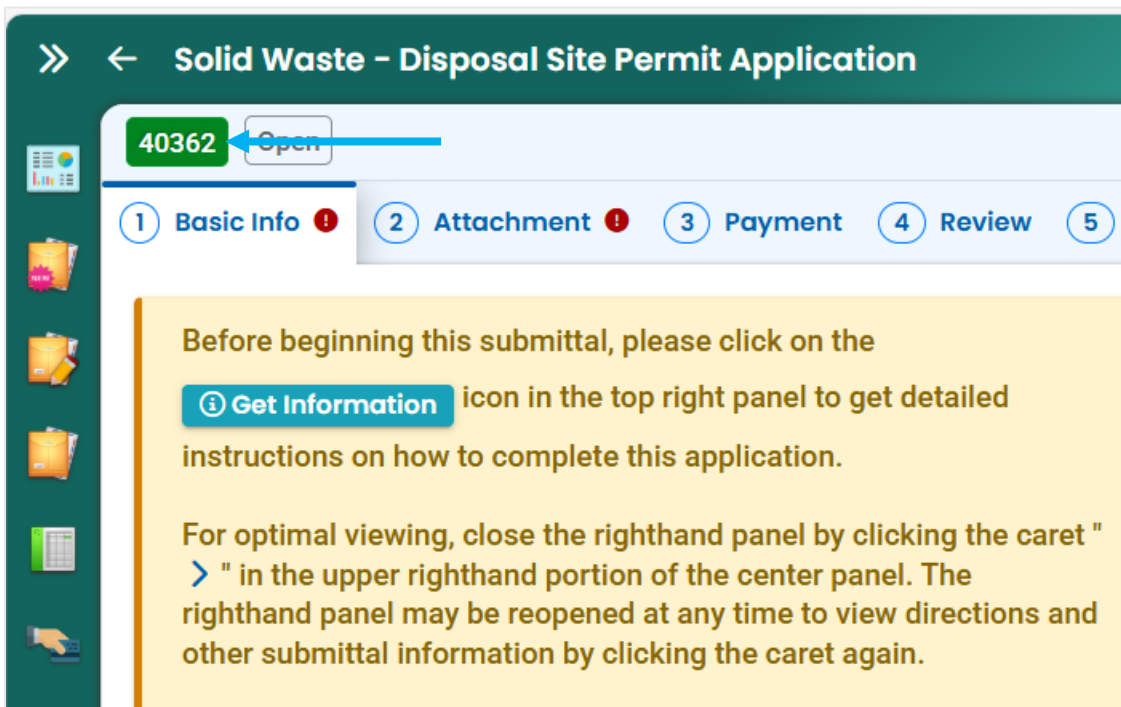 Solid Waste - Disposal Site Permit Application
40362 Open
1 Basic Info 2 Attachment 3 Payment 4 Review 5
Before beginning this submittal, please click on the
Get Information icon in the top right panel to get detailed
instructions on how to complete this application.
For optimal viewing, close the righthand panel by clicking the caret "
> " in the upper righthand portion of the center panel. The
righthand panel may be reopened at any time to view directions and
other submittal information by clicking the caret again.
NEW